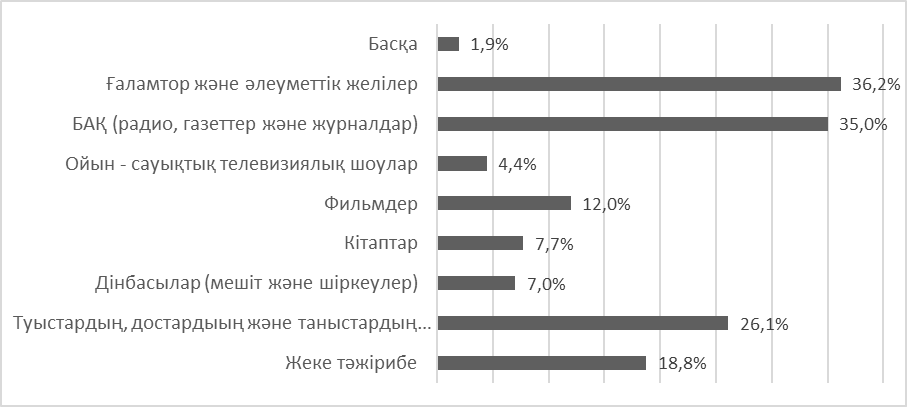 Басқа 1,9%
Ғаламтор және әлеуметтік желілер 36,2%
БАҚ (радио, газеттер және журналдар) 35,0%
Ойын - сауықтық телевизиялық шоулар 4,4%
Фильмдер 12,0%
Кітаптар 7,7%
Дінбасылар (мешіт және шіркеулер) 7,0%
Туыстардың, достардыың және таныстардың... 26,1%
Жеке тәжірибе 18,8%